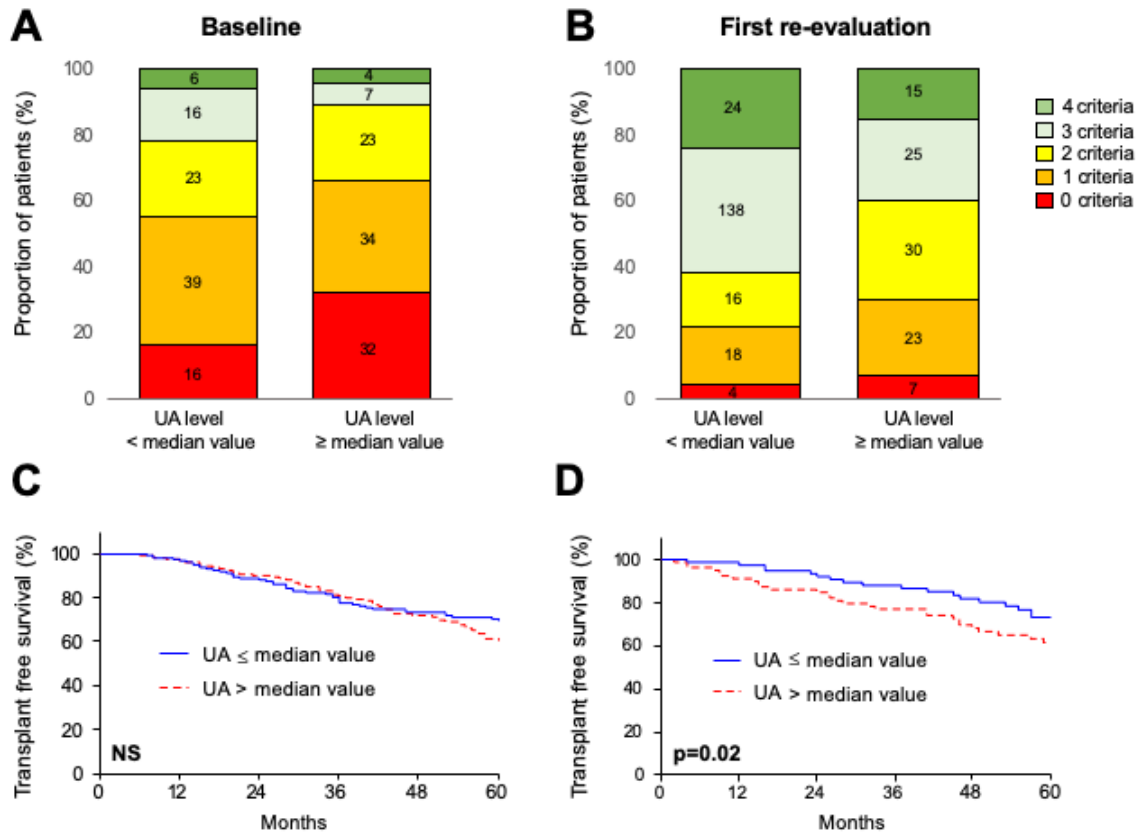 A
Baseline
Proportion of patients (%)
100
80
60
40
20
0
6
16
23
39
16
4
7
23
34
32
UA level
< median value
UA level
≥ median value
B
First re-evaluation
Proportion of patients (%)
100
80
60
40
20
0
24
138
16
18
4
15
25
30
23
7
UA level
< median value
UA level
≥ median value
4 criteria
3 criteria
2 criteria
1 criteria
0 criteria
C
Transplant free survival (%)
100
80
60
40
20
0
UA ≤ median value
UA > median value
NS
0 12 24 36 48 60
Months
D
Transplant free survival (%)
100
80
60
40
20
0
UA ≤ median value
UA > median value
p=0.02
0 12 24 36 48 60
Months